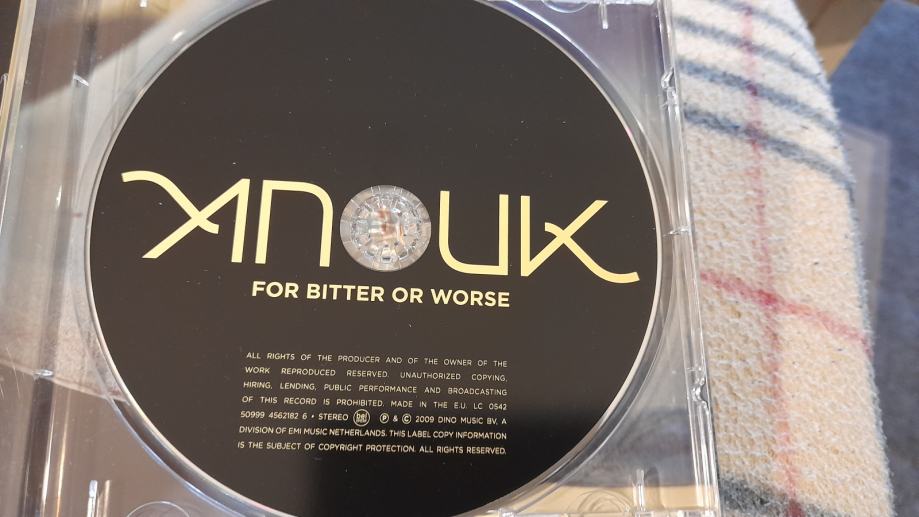 ANOUK
FOR BITTER OR WORSE
ALL RIGHTS OF THE PRODUCER AND OF THE OWNER OF THE
WORK REPRODUCED RESERVED. UNAUTHORIZED COPYING,
HIRING, LENDING, PUBLIC PERFORMANCE AND BROADCASTING
OF THIS RECORD IS PROHIBITED. MADE IN THE E.U. LC 0542
50999 4562182 6 • STEREO ℗ & © 2009 DINO MUSIC BV, A
DIVISION OF EMI MUSIC NETHERLANDS. THIS LABEL COPY INFORMATION
IS THE SUBJECT OF COPYRIGHT PROTECTION. ALL RIGHTS RESERVED.